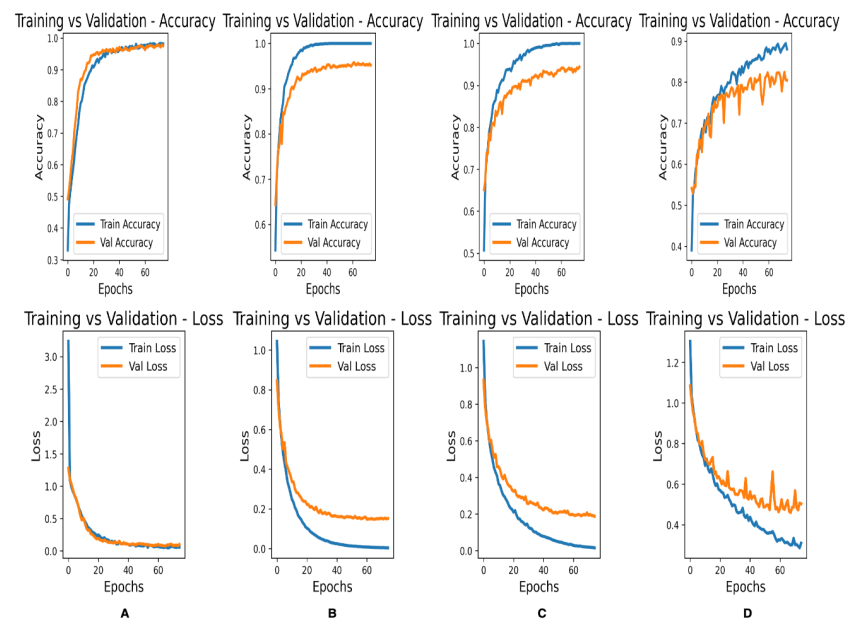 Training vs Validation - Accuracy Training vs Validation - Accuracy Training vs Validation - Accuracy Training vs Validation - Accuracy
Accuracy
1.0
0.9
0.8
0.7
0.6
0.5
0.4
0.3
Train Accuracy
Val Accuracy
0 20 40 60
Epochs
Accuracy
1.0
0.9
0.8
0.7
0.6
Train Accuracy
Val Accuracy
0 20 40 60
Epochs
Accuracy
1.0
0.9
0.8
0.7
0.6
0.5
Train Accuracy
Val Accuracy
0 20 40 60
Epochs
Accuracy
0.9
0.8
0.7
0.6
0.5
0.4
Train Accuracy
Val Accuracy
0 20 40 60
Epochs
Training vs Validation - Loss Training vs Validation - Loss Training vs Validation - Loss Training vs Validation - Loss
Loss
3.0
2.5
2.0
1.5
1.0
0.5
0.0
Train Loss
Val Loss
0 20 40 60
Epochs
Loss
1.0
0.8
0.6
0.4
0.2
0.0
Train Loss
Val Loss
0 20 40 60
Epochs
Loss
1.0
0.8
0.6
0.4
0.2
0.0
Train Loss
Val Loss
0 20 40 60
Epochs
Loss
1.2
1.0
0.8
0.6
0.4
Train Loss
Val Loss
0 20 40 60
Epochs
A B C D